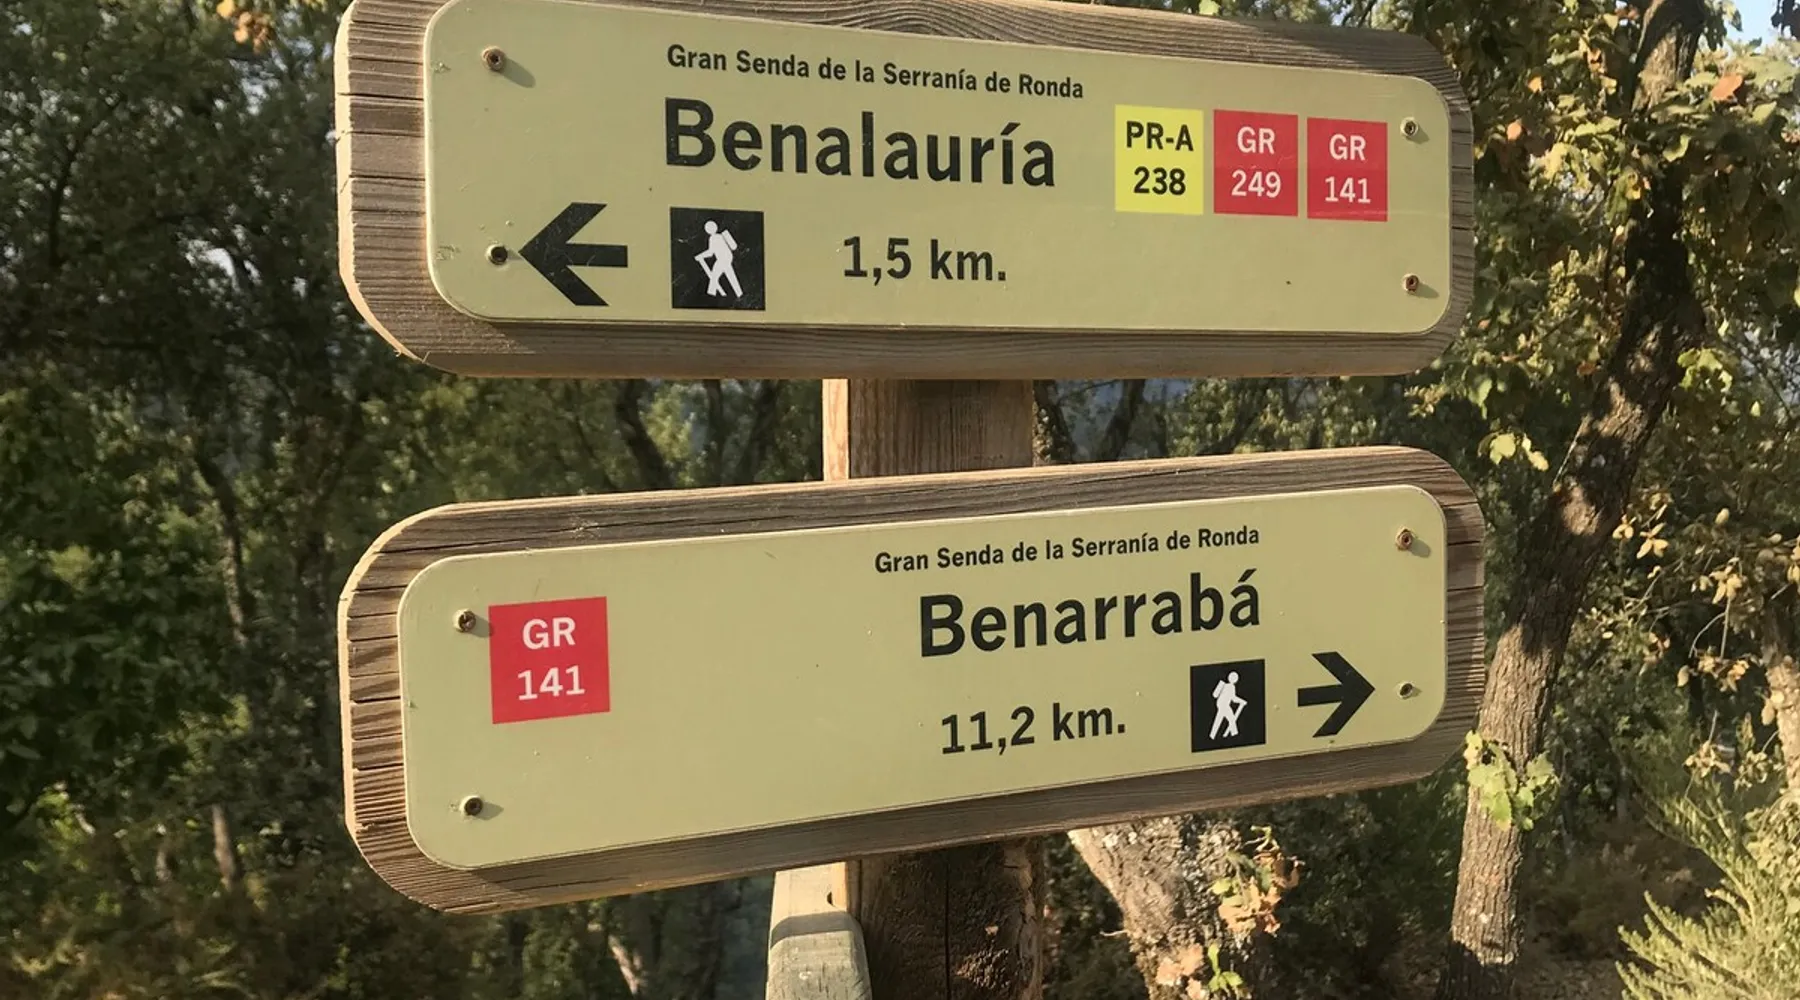 Gran Senda de la Serranía de Ronda
Benalauría
PR-A
238
GR
249
GR
141
1,5 km.
Gran Senda de la Serranía de Ronda
GR
141
Benarrabá
11,2 km.